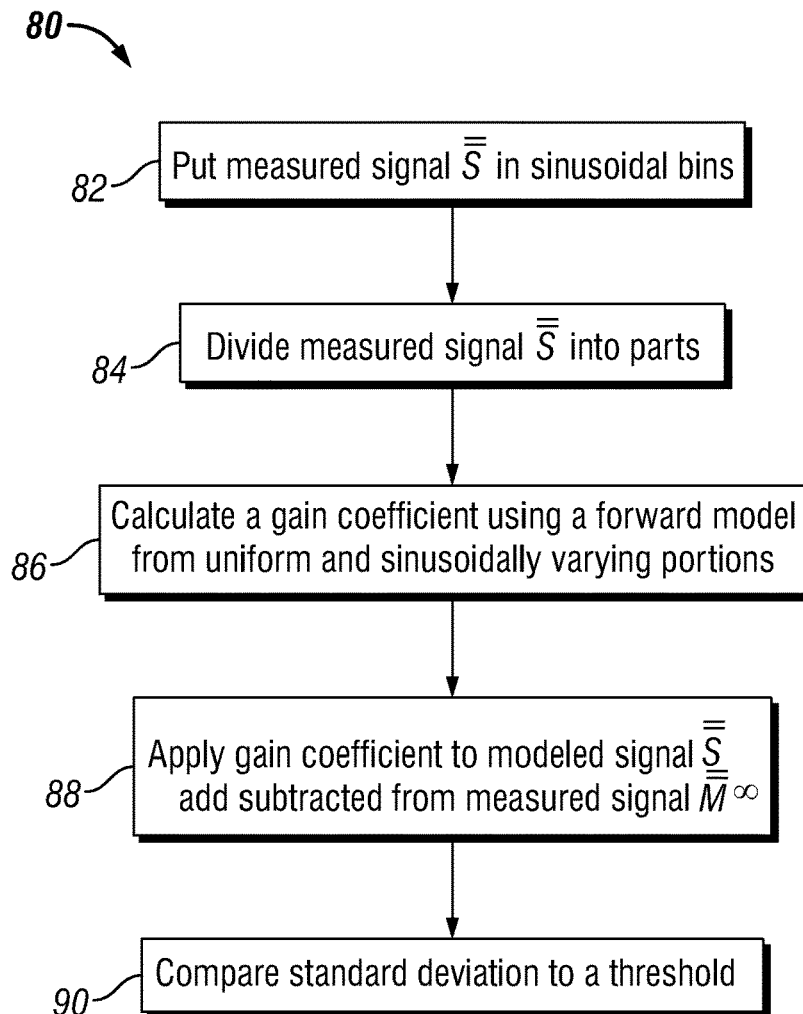 80
Put measured signal S̿ in sinusoidal bins
82
Divide measured signal S̿ into parts
84
Calculate a gain coefficient using a forward model
from uniform and sinusoidally varying portions
86
Apply gain coefficient to modeled signal S̿
add subtracted from measured signal M̿ ∞
88
Compare standard deviation to a threshold
90